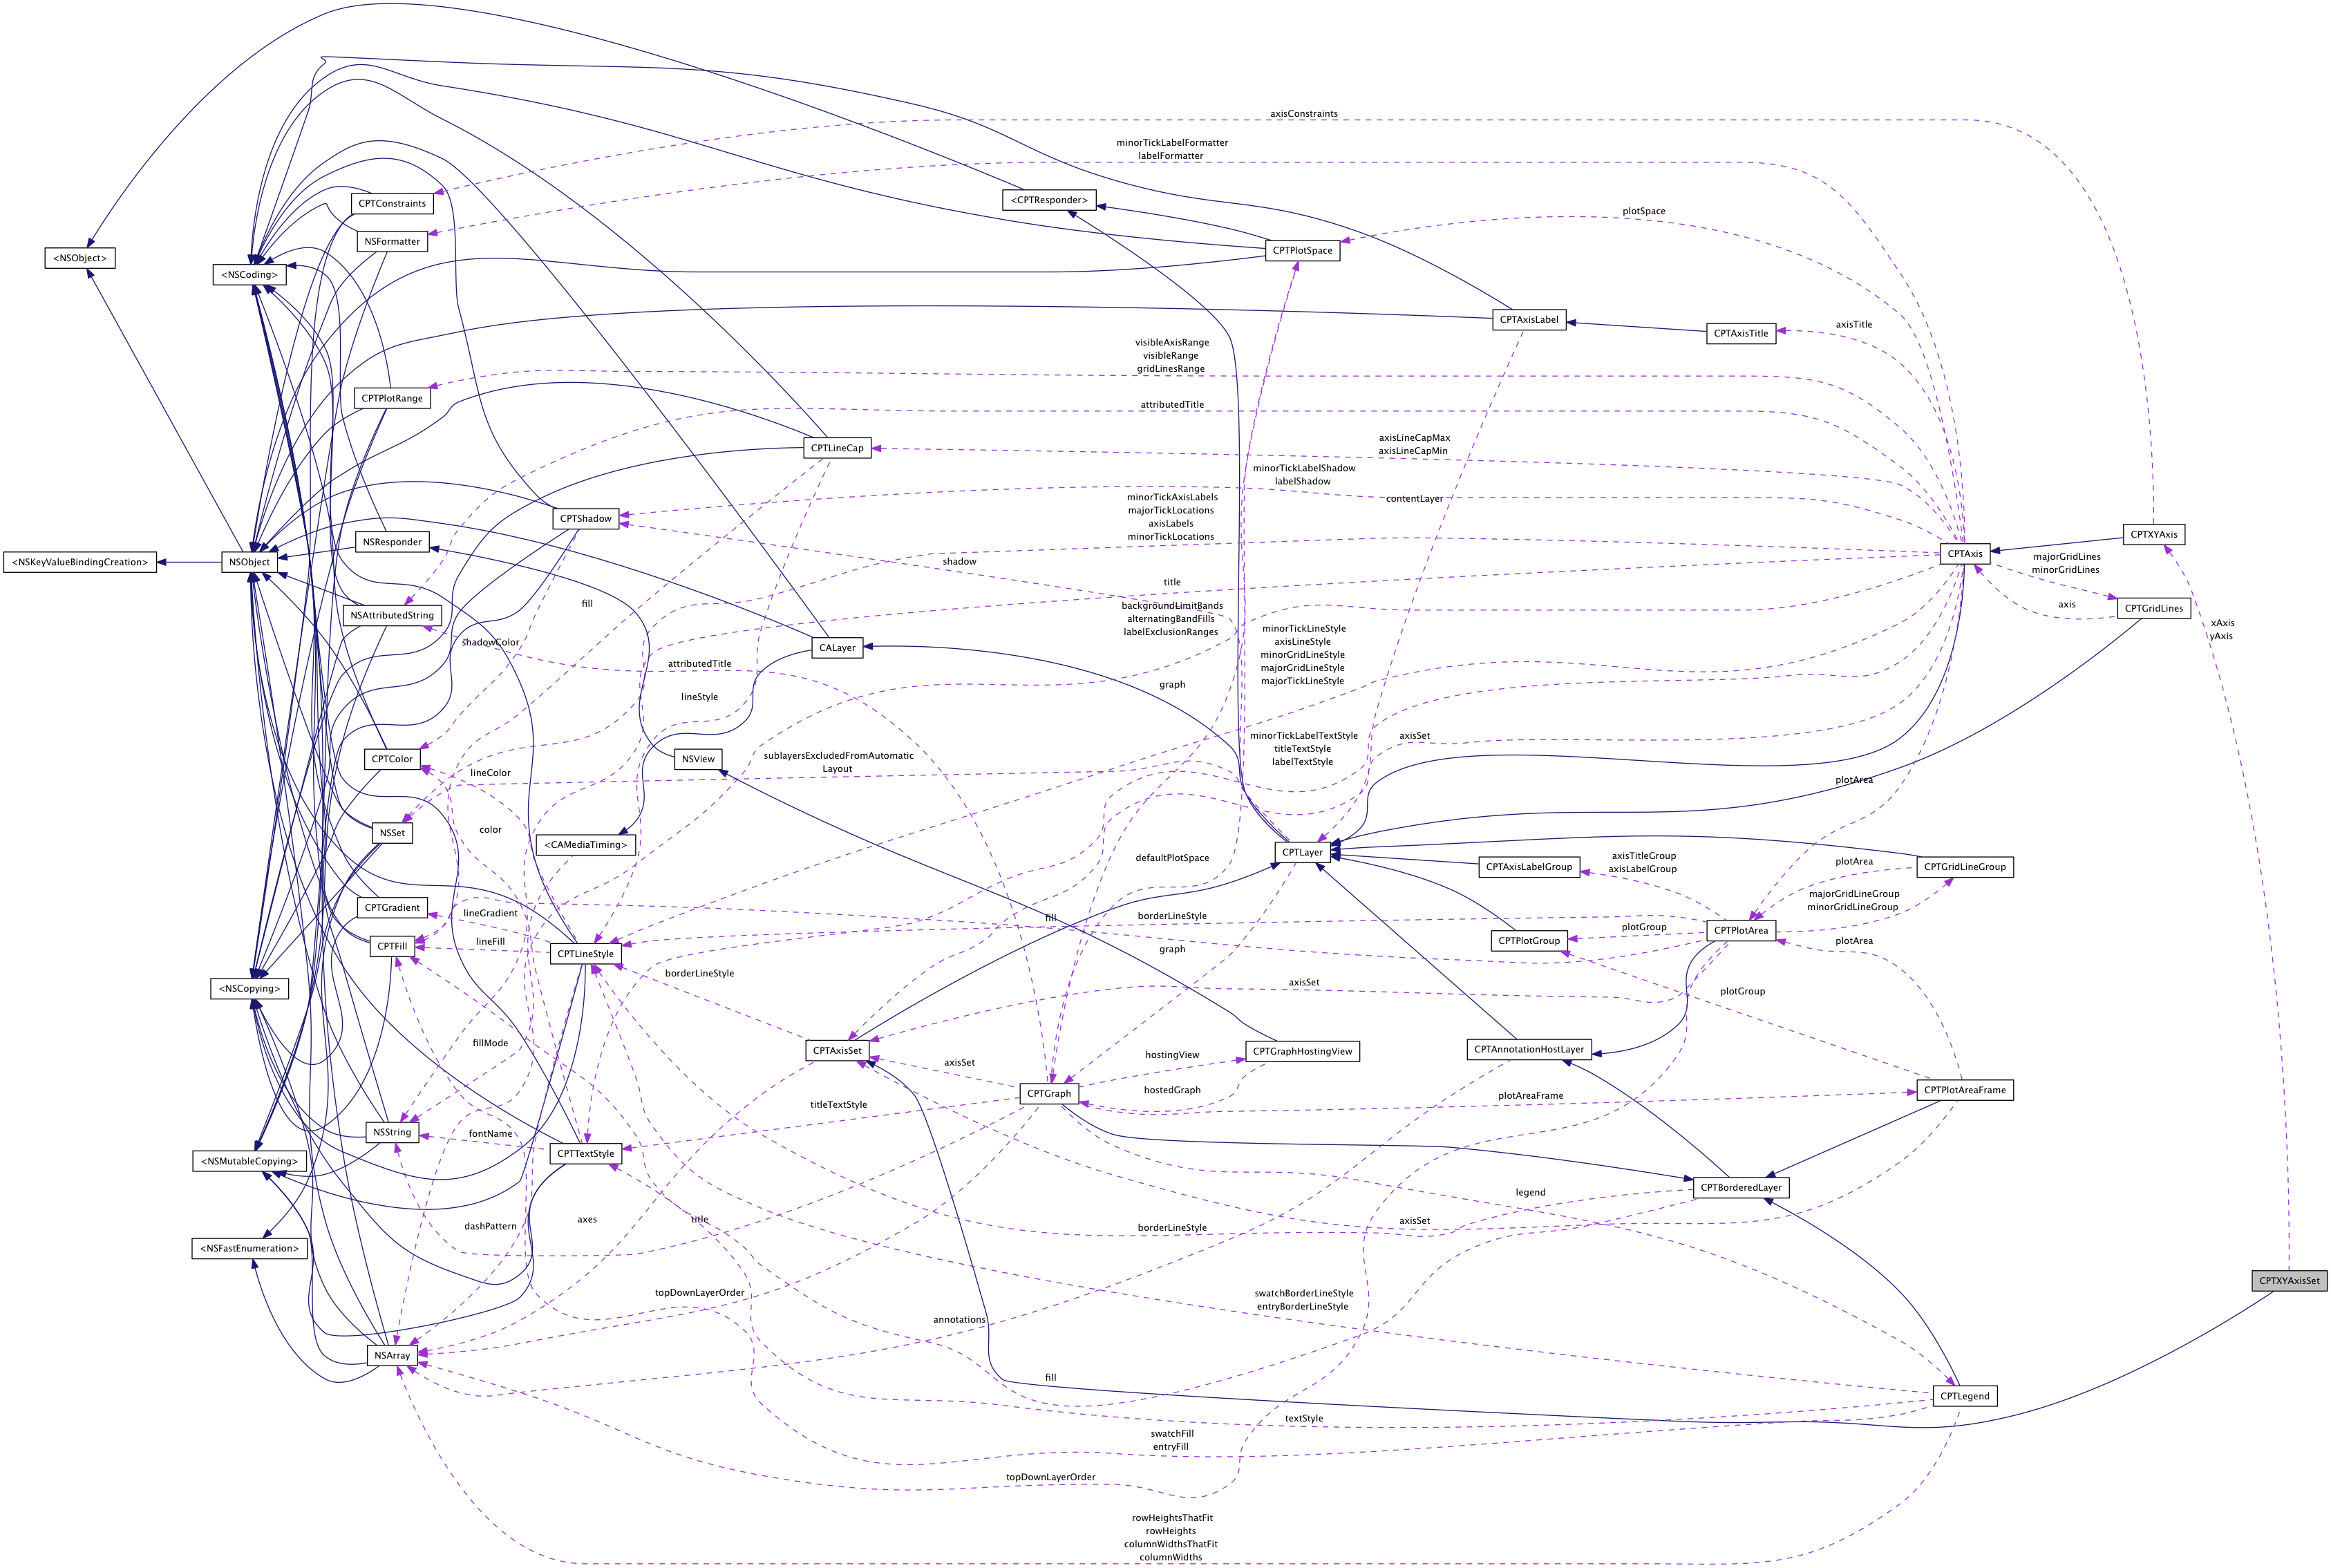 axisConstraints
minorTickLabelFormatter
labelFormatter
CPTConstraints
<CPTResponder>
plotSpace
NSFormatter
CPTPlotSpace
<NSObject>
<NSCoding>
CPTAxisLabel
axisTitle
CPTAxisTitle
visibleAxisRange
visibleRange
gridLinesRange
CPTPlotRange
attributedTitle
axisLineCapMax
axisLineCapMin
CPTLineCap
minorTickLabelShadow
labelShadow
contentLayer
minorTickAxisLabels
majorTickLocations
axisLabels
minorTickLocations
CPTShadow
NSResponder
CPTXYAxis
<NSKeyValueBindingCreation>
NSObject
shadow
CPTAxis
majorGridLines
minorGridLines
title
fill
axis
CPTGridLines
NSAttributedString
backgroundLimitBands
alternatingBandFills
labelExclusionRanges
xAxis
yAxis
shadowColor
CALayer
minorTickLineStyle
axisLineStyle
minorGridLineStyle
majorGridLineStyle
majorTickLineStyle
attributedTitle
graph
lineStyle
minorTickLabelTextStyle
titleTextStyle
labelTextStyle
axisSet
CPTColor
NSView
sublayersExcludedFromAutomatic
Layout
lineColor
plotArea
NSSet
color
<CAMediaTiming>
CPTLayer
defaultPlotSpace
CPTAxisLabelGroup
axisTitleGroup
axisLabelGroup
plotArea
CPTGridLineGroup
majorGridLineGroup
minorGridLineGroup
CPTGradient
lineGradient
fill
borderLineStyle
CPTPlotArea
plotGroup
CPTPlotGroup
plotArea
CPTFill
lineFill
CPTLineStyle
graph
borderLineStyle
axisSet
plotGroup
<NSCopying>
fillMode
CPTAxisSet
CPTGraphHostingView
CPTAnnotationHostLayer
hostingView
axisSet
hostedGraph
CPTGraph
plotAreaFrame
CPTPlotAreaFrame
titleTextStyle
NSString
fontName
CPTTextStyle
<NSMutableCopying>
CPTBorderedLayer
legend
dashPattern
axes
title
borderLineStyle
axisSet
<NSFastEnumeration>
CPTXYAxisSet
topDownLayerOrder
swatchBorderLineStyle
entryBorderLineStyle
annotations
NSArray
fill
CPTLegend
textStyle
swatchFill
entryFill
topDownLayerOrder
rowHeightsThatFit
rowHeights
columnWidthsThatFit
columnWidths